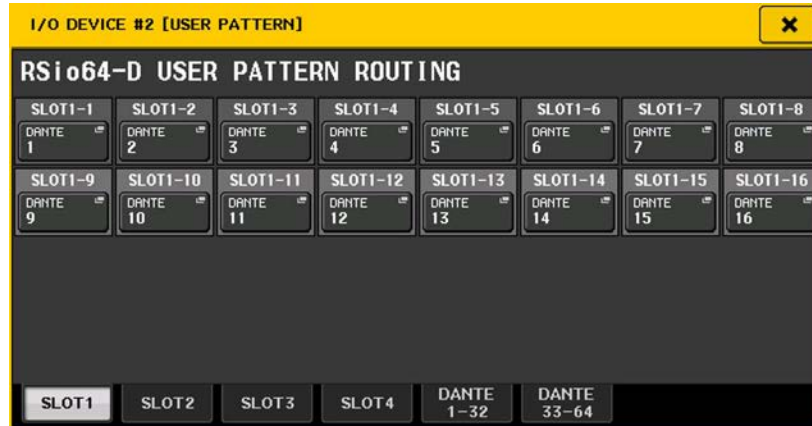 I/O DEVICE #2 [USER PATTERN]
RSio64-D USER PATTERN ROUTING
SLOT1-1 SLOT1-2 SLOT1-3 SLOT1-4 SLOT1-5 SLOT1-6 SLOT1-7 SLOT1-8
DANTE DANTE DANTE DANTE DANTE DANTE DANTE DANTE
1 2 3 4 5 6 7 8
SLOT1-9 SLOT1-10 SLOT1-11 SLOT1-12 SLOT1-13 SLOT1-14 SLOT1-15 SLOT1-16
DANTE DANTE DANTE DANTE DANTE DANTE DANTE DANTE
9 10 11 12 13 14 15 16
SLOT1 SLOT2 SLOT3 SLOT4 DANTE 1-32 DANTE 33-64